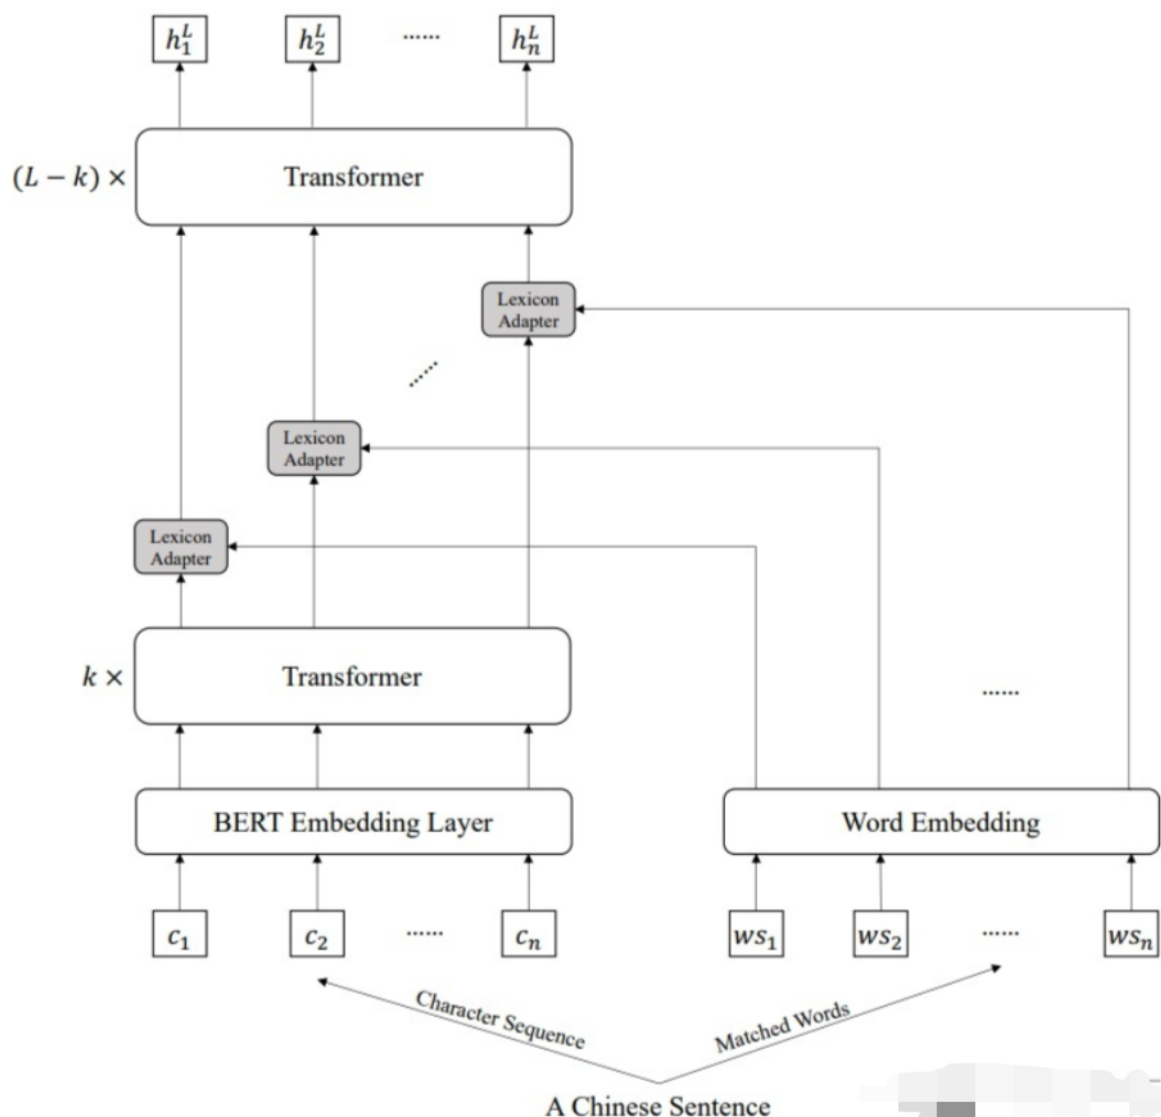 h_1^L h_2^L ...... h_n^L
(L − k) × Transformer
Lexicon
Adapter
......
Lexicon
Adapter
Lexicon
Adapter
k × Transformer
......
BERT Embedding Layer
Word Embedding
c_1 c_2 ...... c_n
ws_1 ws_2 ...... ws_n
Character Sequence
Matched Words
A Chinese Sentence